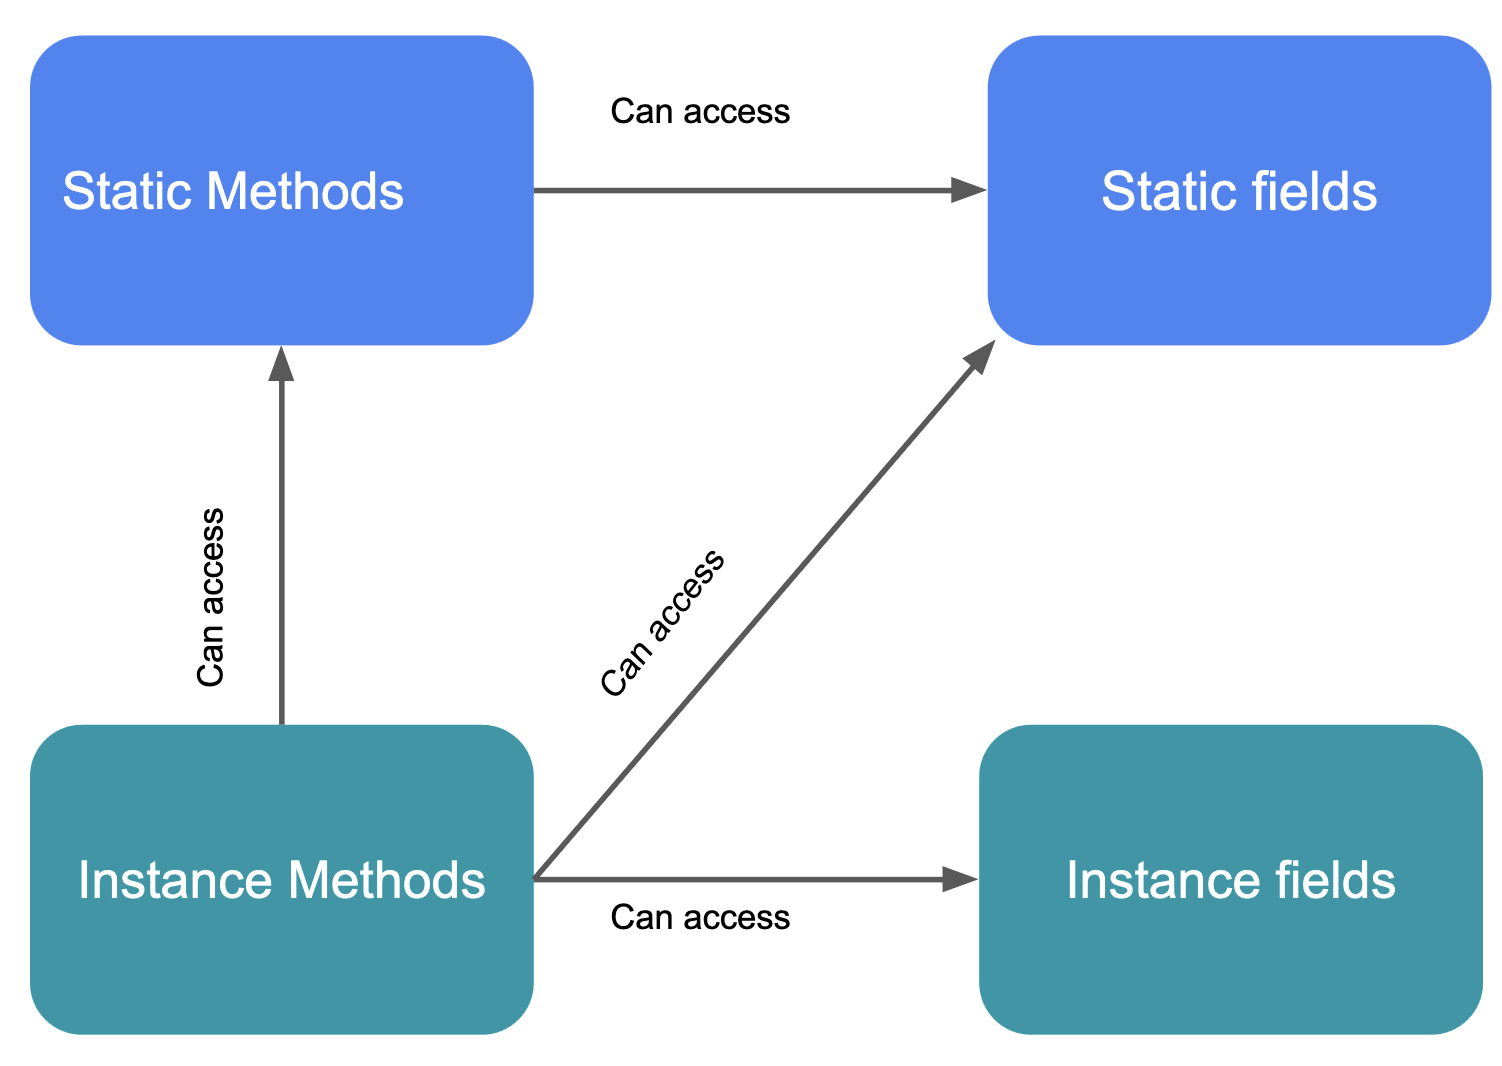 Can access
Static Methods
Static fields
Can access
Can access
Instance Methods
Instance fields
Can access